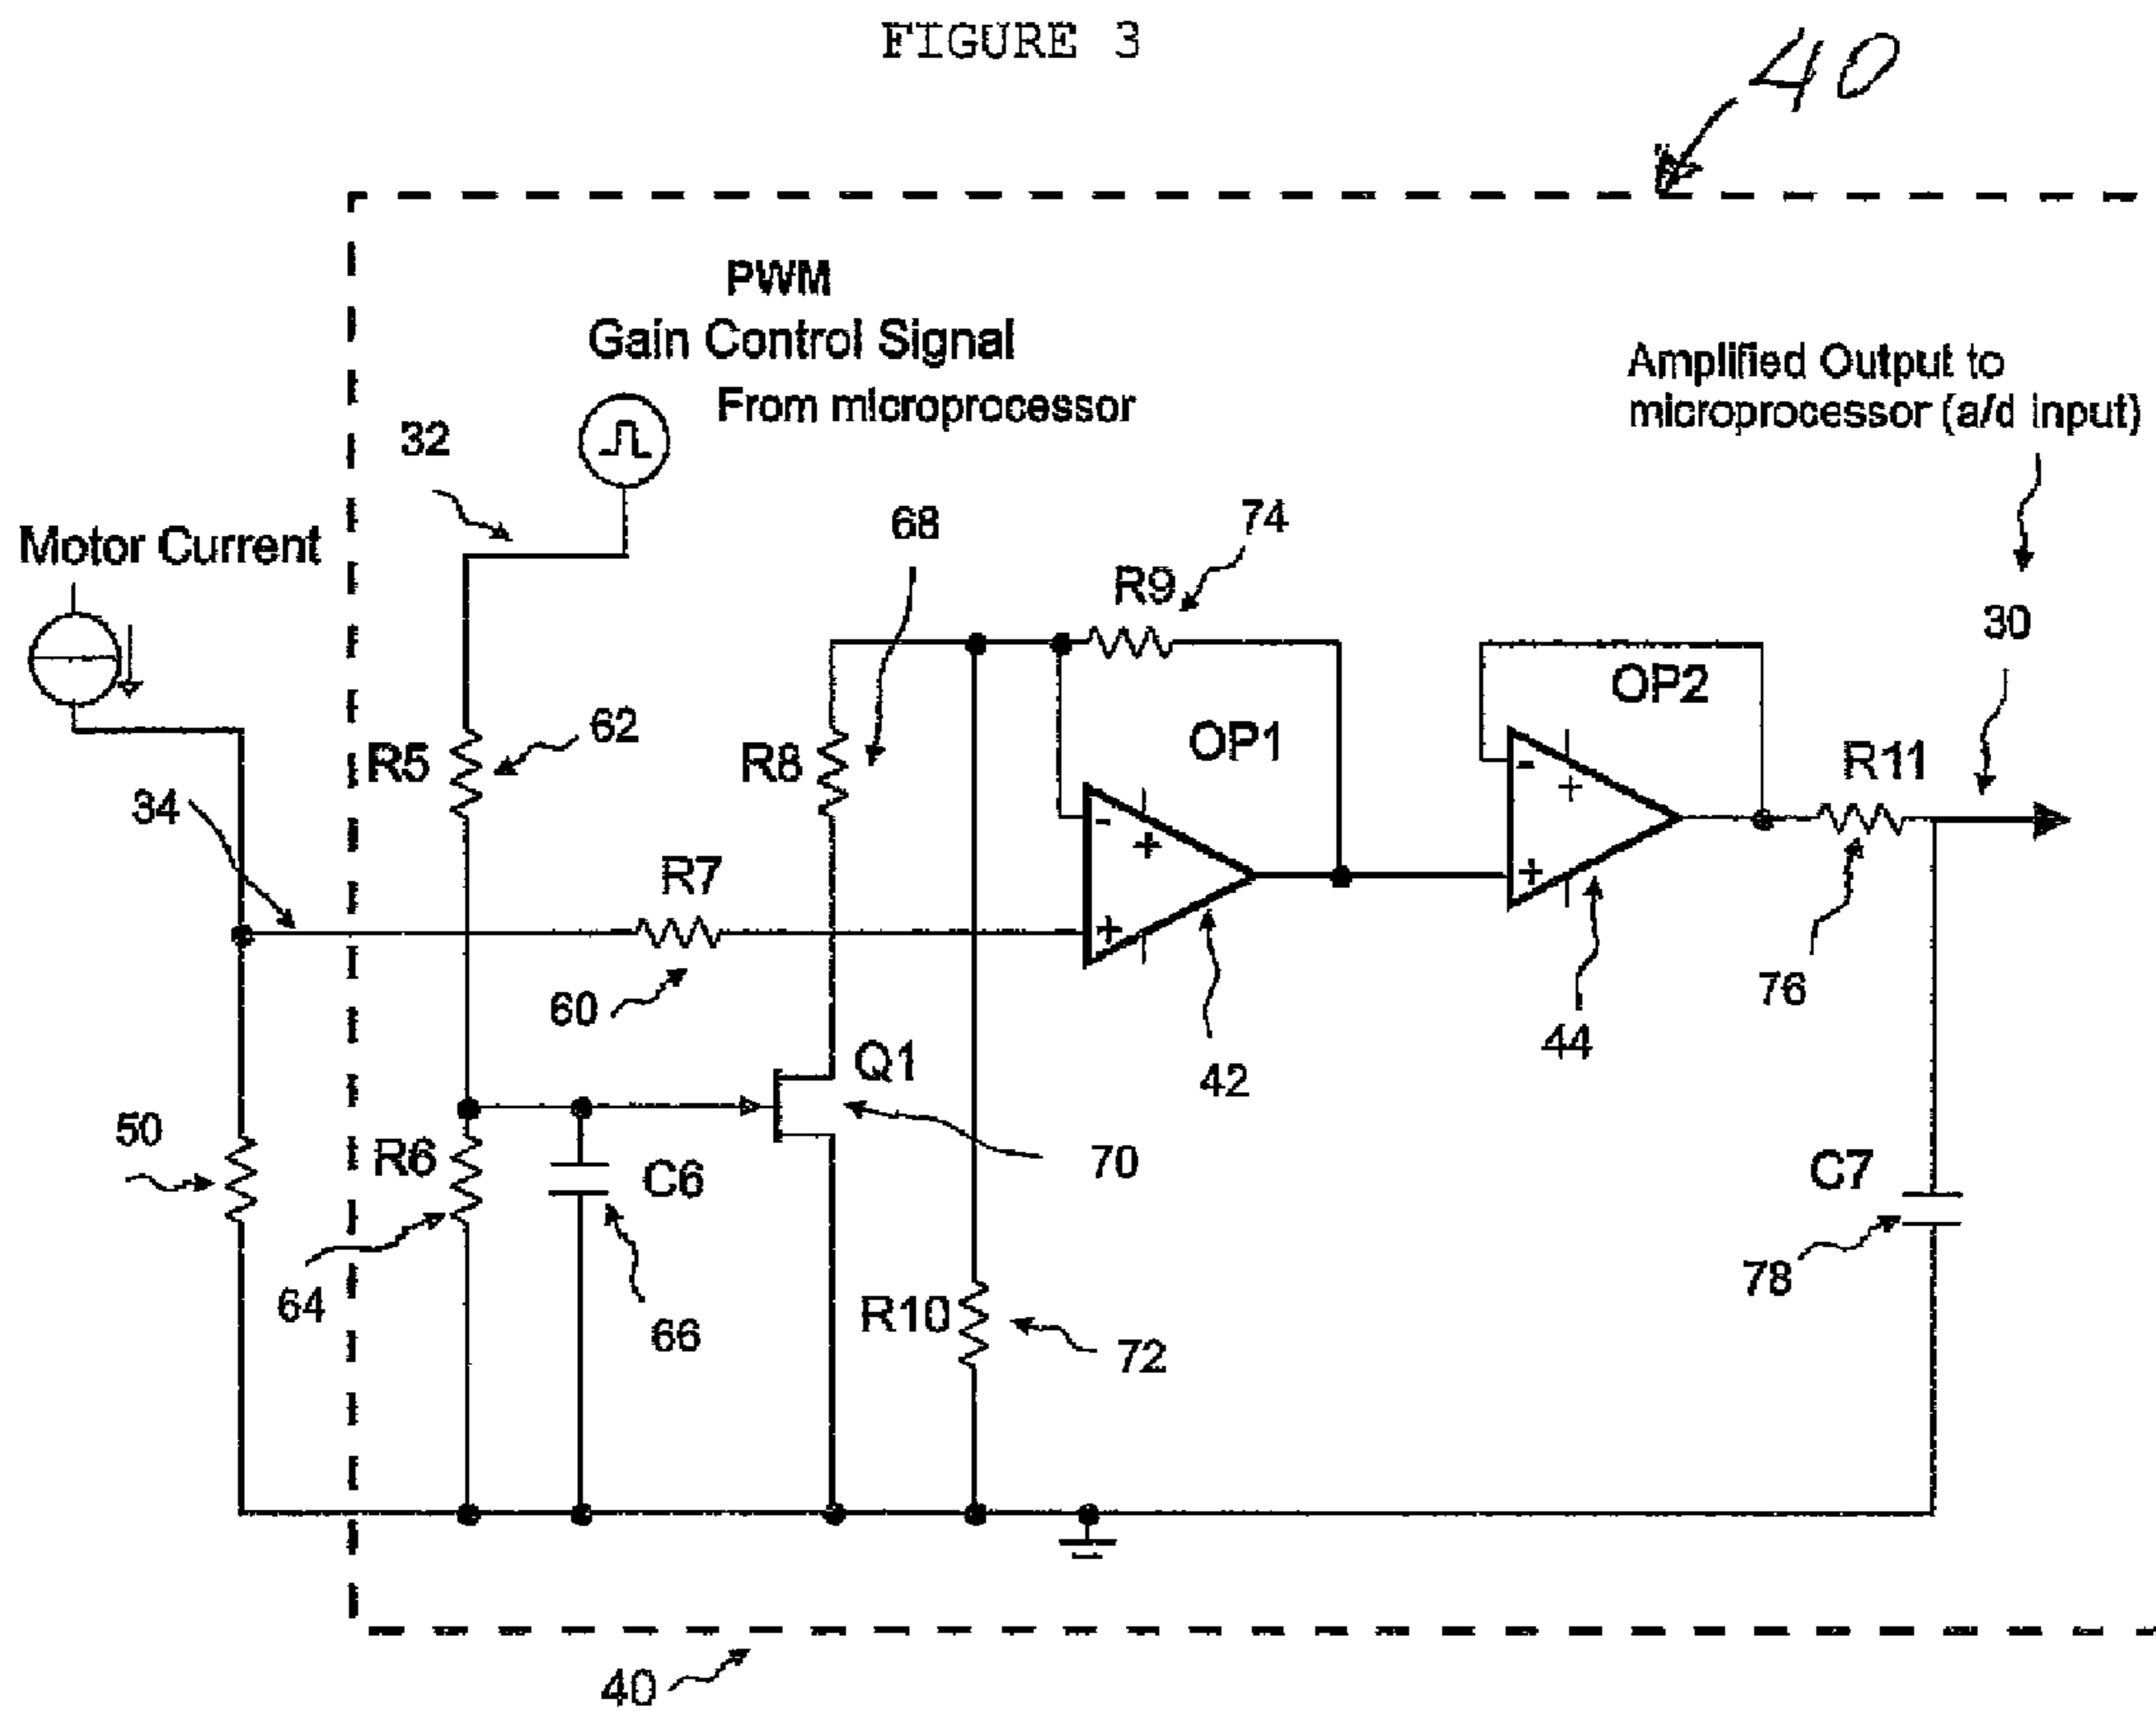 FIGURE 3
40
PWM
Gain Control Signal
From microprocessor
Amplified Output to
microprocessor (a/d input)
32
Motor Current
68
74
R9
30
OP2
R5
62
R8
OP1
R11
34
R7
60
42
44
76
Q1
50
R6
C6
70
C7
64
66
R10
72
78
40
- + +
- + +